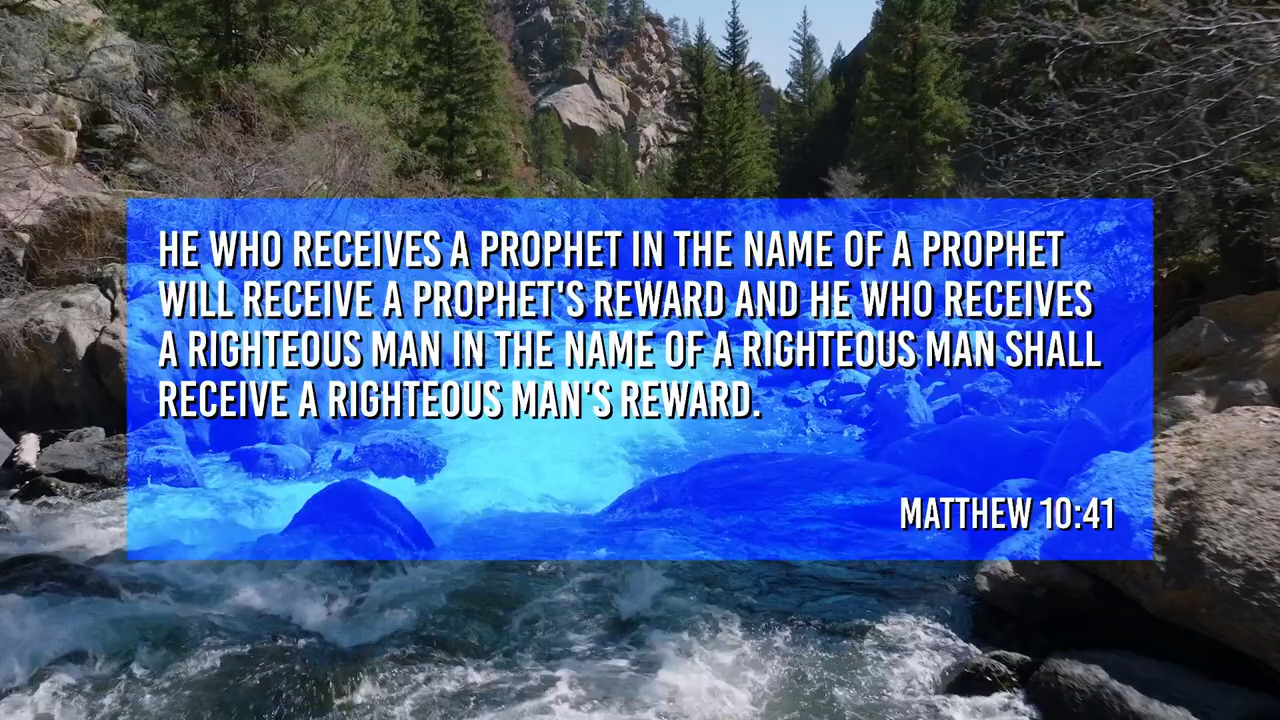 HE WHO RECEIVES A PROPHET IN THE NAME OF A PROPHET
WILL RECEIVE A PROPHET'S REWARD AND HE WHO RECEIVES
A RIGHTEOUS MAN IN THE NAME OF A RIGHTEOUS MAN SHALL
RECEIVE A RIGHTEOUS MAN'S REWARD.
MATTHEW 10:41